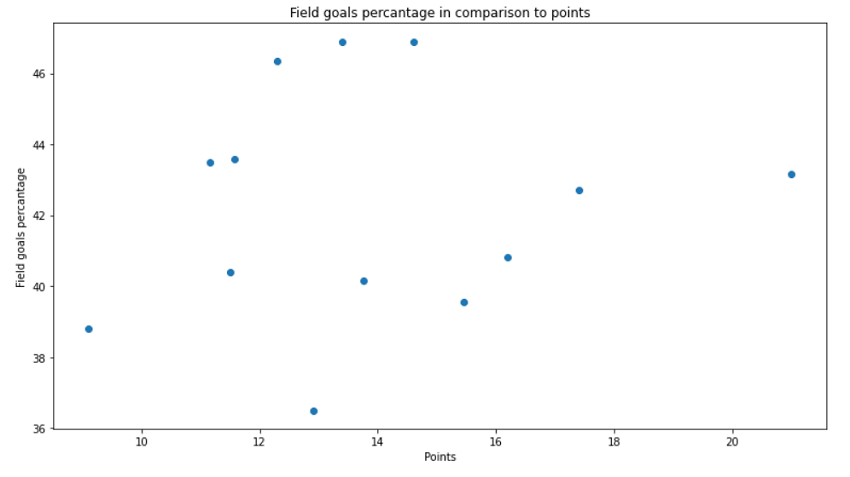 Field goals percantage in comparison to points
Field goals percantage
46
44
42
40
38
36
10 12 14 16 18 20
Points